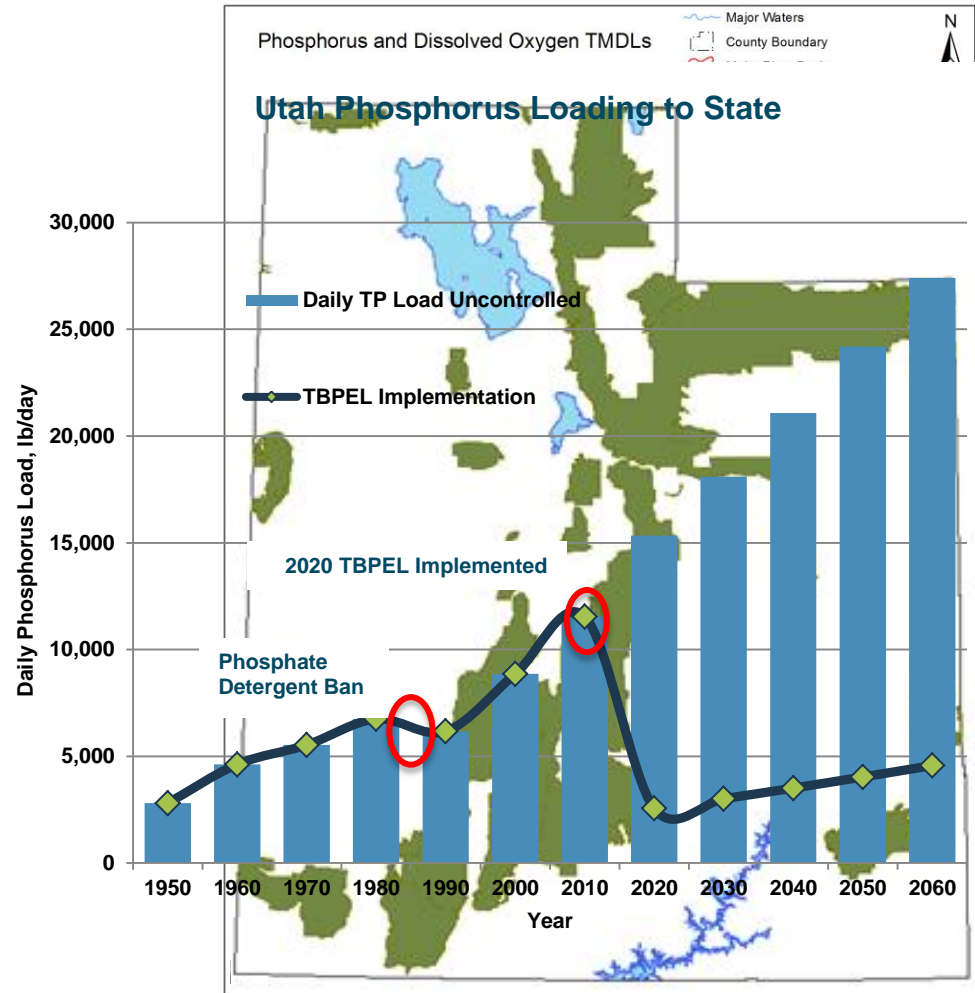 Major Waters
Phosphorus and Dissolved Oxygen TMDLs
County Boundary
N
Utah Phosphorus Loading to State
30,000
25,000
20,000
15,000
10,000
5,000
0
Daily Phosphorus Load, lb/day
Daily TP Load Uncontrolled
TBPEL Implementation
2020 TBPEL Implemented
Phosphate
Detergent Ban
1950 1960 1970 1980 1990 2000 2010 2020 2030 2040 2050 2060
Year